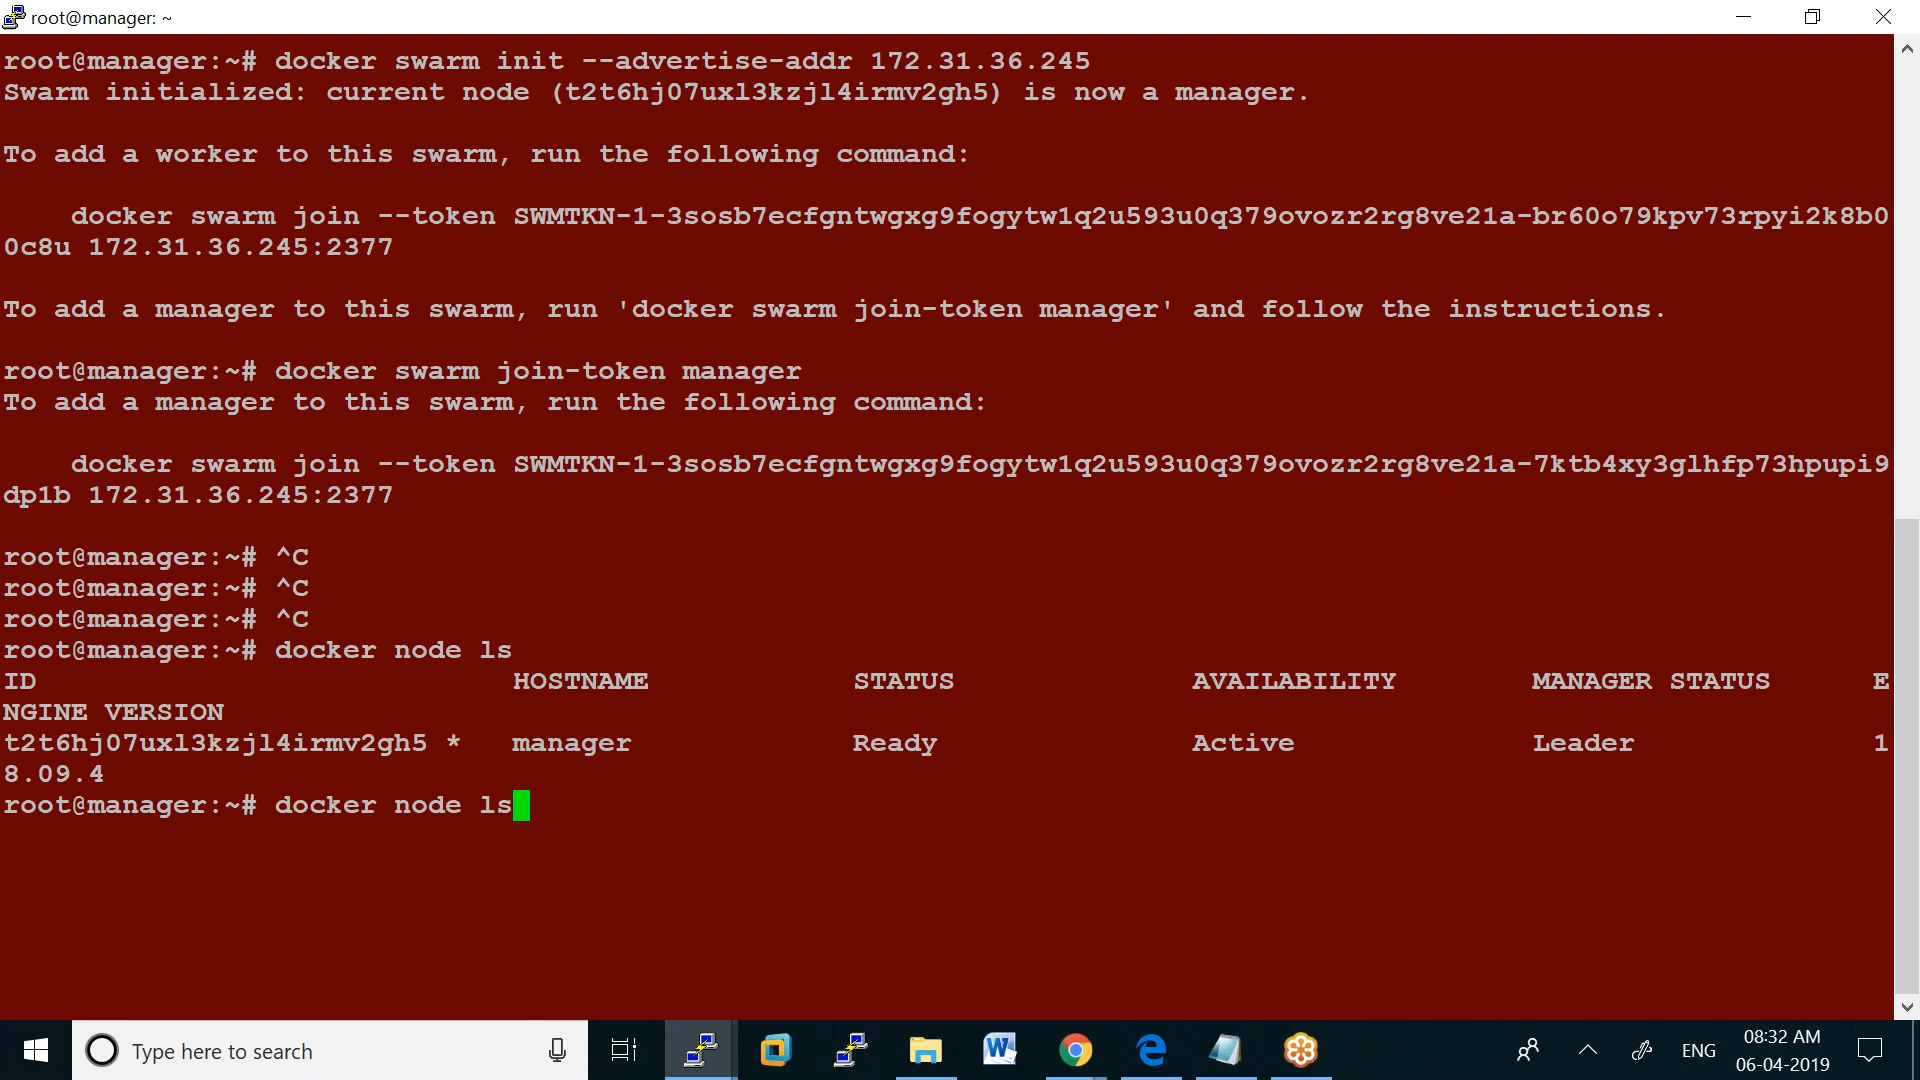 root@manager: ~
root@manager:~# docker swarm init --advertise-addr 172.31.36.245
Swarm initialized: current node (t2t6hj07uxl3kzjl4irmv2gh5) is now a manager.
To add a worker to this swarm, run the following command:
docker swarm join --token SWMTKN-1-3sosb7ecfgntwgxg9fogytw1q2u593u0q379ovozr2rg8ve21a-br60o79kpv73rpyi2k8b0
0c8u 172.31.36.245:2377
To add a manager to this swarm, run 'docker swarm join-token manager' and follow the instructions.
root@manager:~# docker swarm join-token manager
To add a manager to this swarm, run the following command:
docker swarm join --token SWMTKN-1-3sosb7ecfgntwgxg9fogytw1q2u593u0q379ovozr2rg8ve21a-7ktb4xy3glhfp73hpupi9
dp1b 172.31.36.245:2377
root@manager:~# ^C
root@manager:~# ^C
root@manager:~# ^C
root@manager:~# docker node ls
ID HOSTNAME STATUS AVAILABILITY MANAGER STATUS E
NGINE VERSION
t2t6hj07uxl3kzjl4irmv2gh5 * manager Ready Active Leader 1
8.09.4
root@manager:~# docker node ls
Type here to search
ENG
08:32 AM
06-04-2019